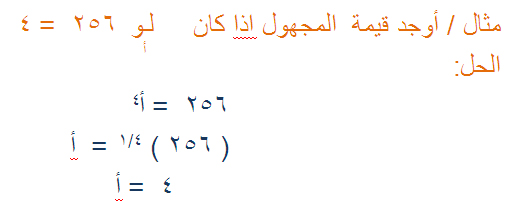 مثال / أوجد قيمة المجهول اذا كان لو أ ٢٥٦ = ٤
الحل:
٢٥٦ = أ٤
( ٢٥٦ ) ١/٤ = أ
٤ = أ